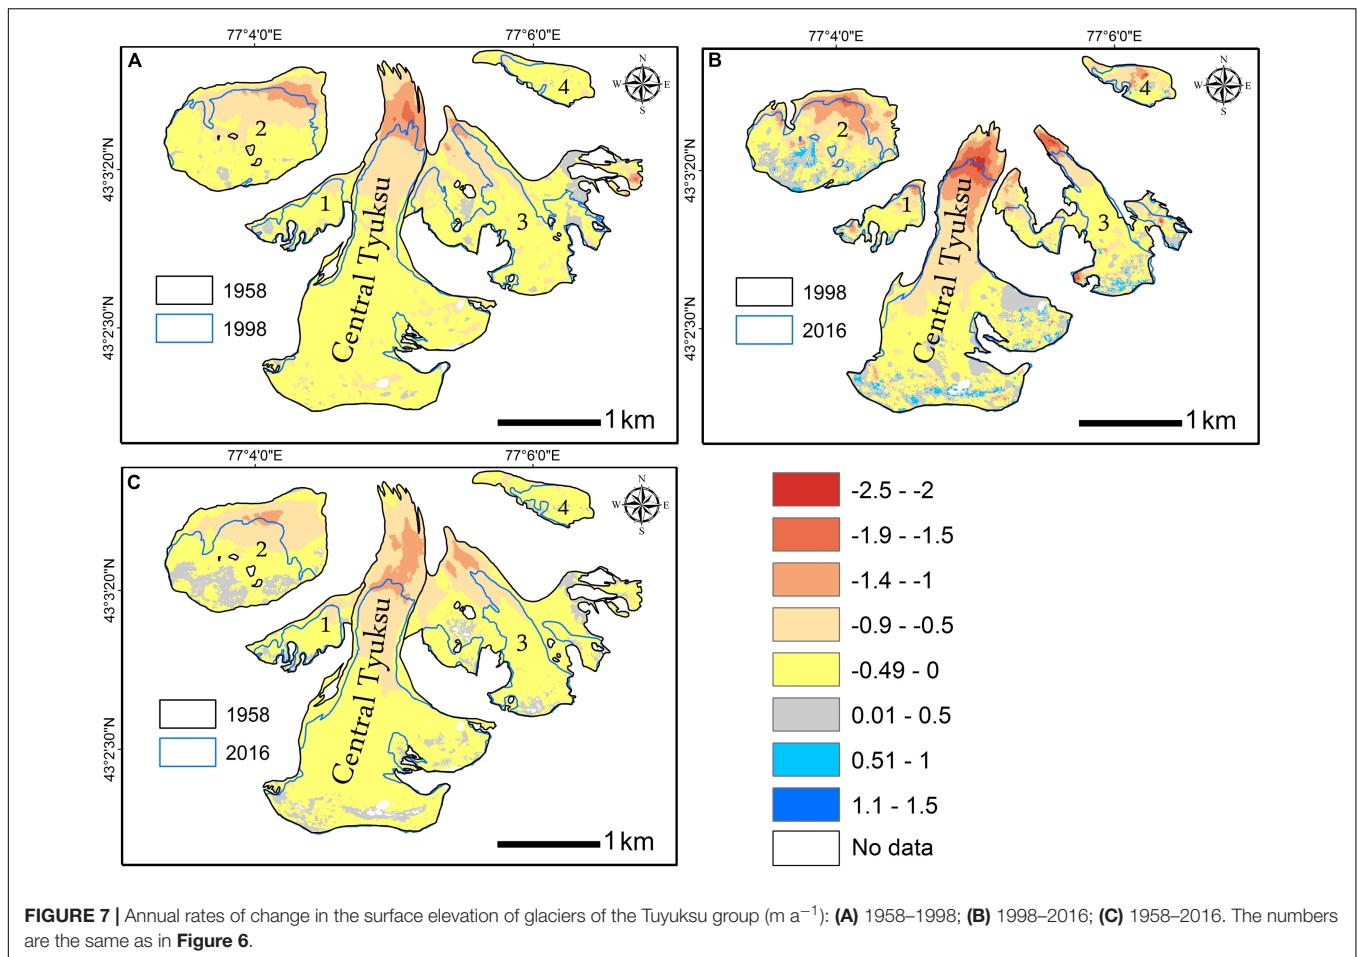 77°4'0"E
77°6'0"E
A
N
W E
S
4
2
1
3
Central Tyuksu
43°3'20"N
43°2'30"N
1958
1998
1 km
77°4'0"E
77°6'0"E
B
N
W E
S
4
2
1
3
Central Tyuksu
43°3'20"N
43°2'30"N
1998
2016
1 km
77°4'0"E
77°6'0"E
C
N
W E
S
4
2
1
3
Central Tyuksu
43°3'20"N
43°2'30"N
1958
2016
1 km
-2.5 - -2
-1.9 - -1.5
-1.4 - -1
-0.9 - -0.5
-0.49 - 0
0.01 - 0.5
0.51 - 1
1.1 - 1.5
No data
FIGURE 7 | Annual rates of change in the surface elevation of glaciers of the Tuyuksu group (m a⁻¹): (A) 1958–1998; (B) 1998–2016; (C) 1958–2016. The numbers
are the same as in Figure 6.